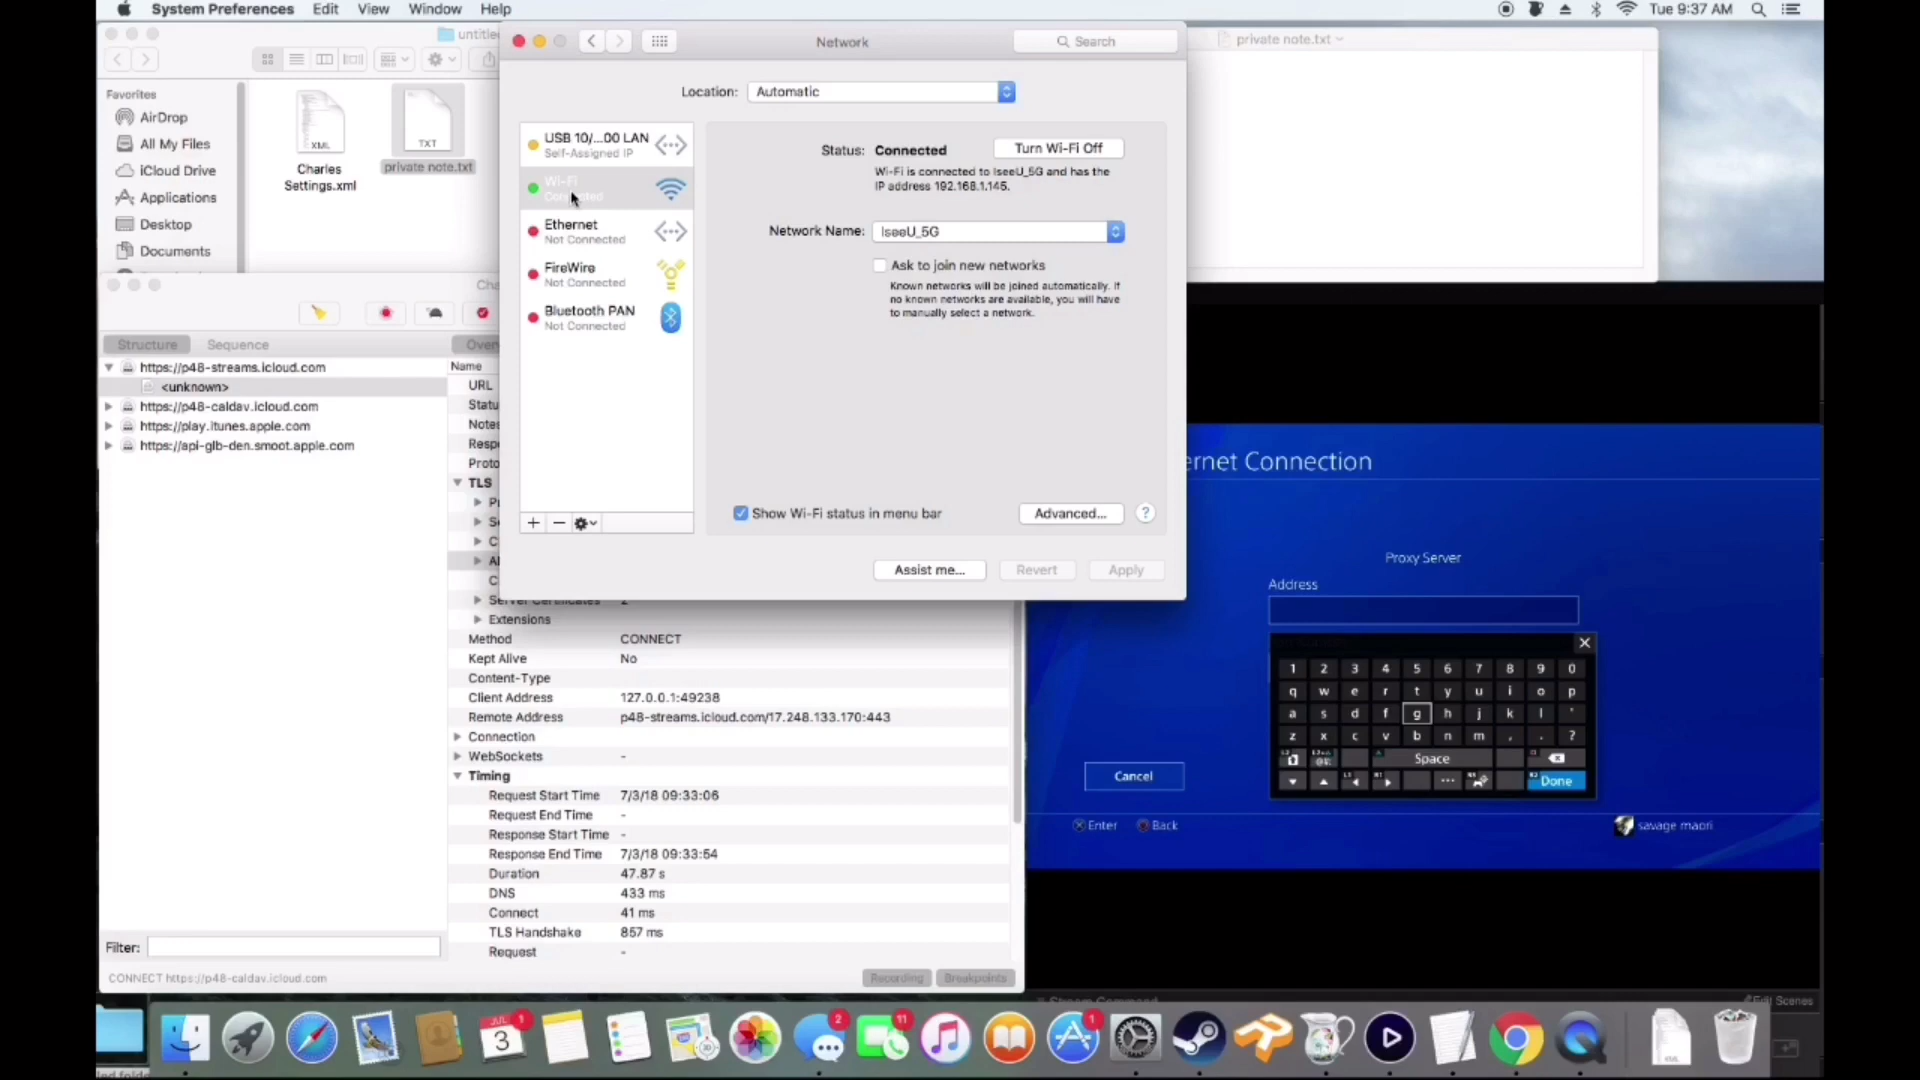 System Preferences Edit View Window Help
Tue 9:37 AM
Favorites
AirDrop
All My Files
iCloud Drive
Applications
Desktop
Documents
XML
Charles
Settings.xml
TXT
private note.txt
Network
Search
Location: Automatic
USB 10/...00 LAN
Self-Assigned IP
Wi-Fi
Ethernet
Not Connected
FireWire
Not Connected
Bluetooth PAN
Not Connected
Status: Connected
Turn Wi-Fi Off
Wi-Fi is connected to IseeU_5G and has the
IP address 192.168.1.145.
Network Name: IseeU_5G
Ask to join new networks
Known networks will be joined automatically. If
no known networks are available, you will have
to manually select a network.
Show Wi-Fi status in menu bar
Advanced...
?
Assist me...
Revert
Apply
private note.txt
Structure
Sequence
https://p48-streams.icloud.com
<unknown>
https://p48-caldav.icloud.com
https://play.itunes.apple.com
https://api-glb-den.smoot.apple.com
Filter:
CONNECT https://p48-caldav.icloud.com
Name
URL
TLS
Extensions
Method CONNECT
Kept Alive No
Content-Type
Client Address 127.0.0.1:49238
Remote Address p48-streams.icloud.com/17.248.133.170:443
Connection
WebSockets -
Timing
Request Start Time 7/3/18 09:33:06
Request End Time -
Response Start Time -
Response End Time 7/3/18 09:33:54
Duration 47.87 s
DNS 433 ms
Connect 41 ms
TLS Handshake 857 ms
Request -
Recording
Breakpoints
ernet Connection
Proxy Server
Address
1 2 3 4 5 6 7 8 9 0
q w e r t y u i o p
a s d f g h j k l '
z x c v b n m , . ?
Space
Done
Cancel
Enter
Back
savage maori
Edit Scenes
JUL
3
1
2
11
1